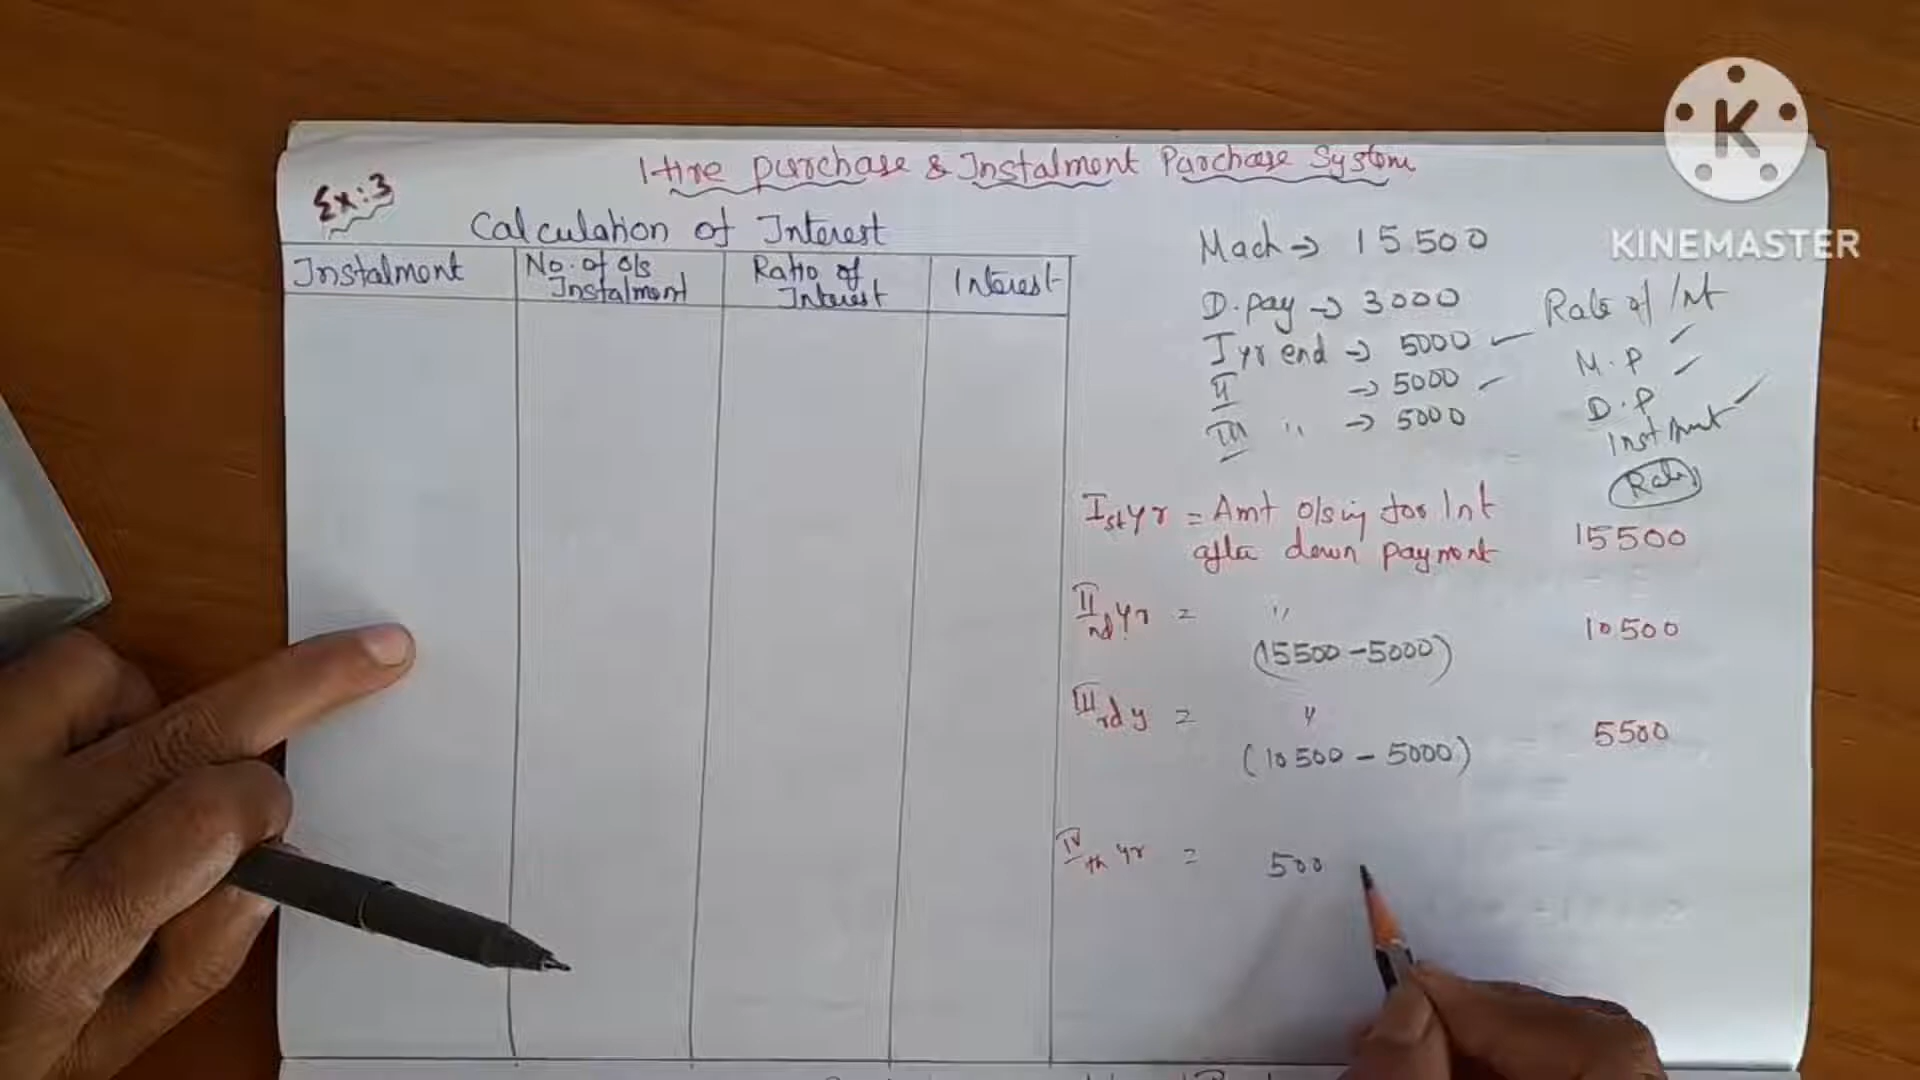 Hire purchase & Instalment Purchase System
Ex:3
Calculation of Interest
Instalment
No. of o/s Instalment
Ratio of Interest
Interest
Mach → 15500
D. pay → 3000
I yr end → 5000
II → 5000
III " → 5000
Rate of Int
M.P
D.P
Instment
Rate
Ist yr = Amt o/sing for Int
after down payment 15500
IInd yr = " 10500
(15500 - 5000)
IIIrd y = " 5500
(10500 - 5000)
IVth yr = 500
K
KINEMASTER